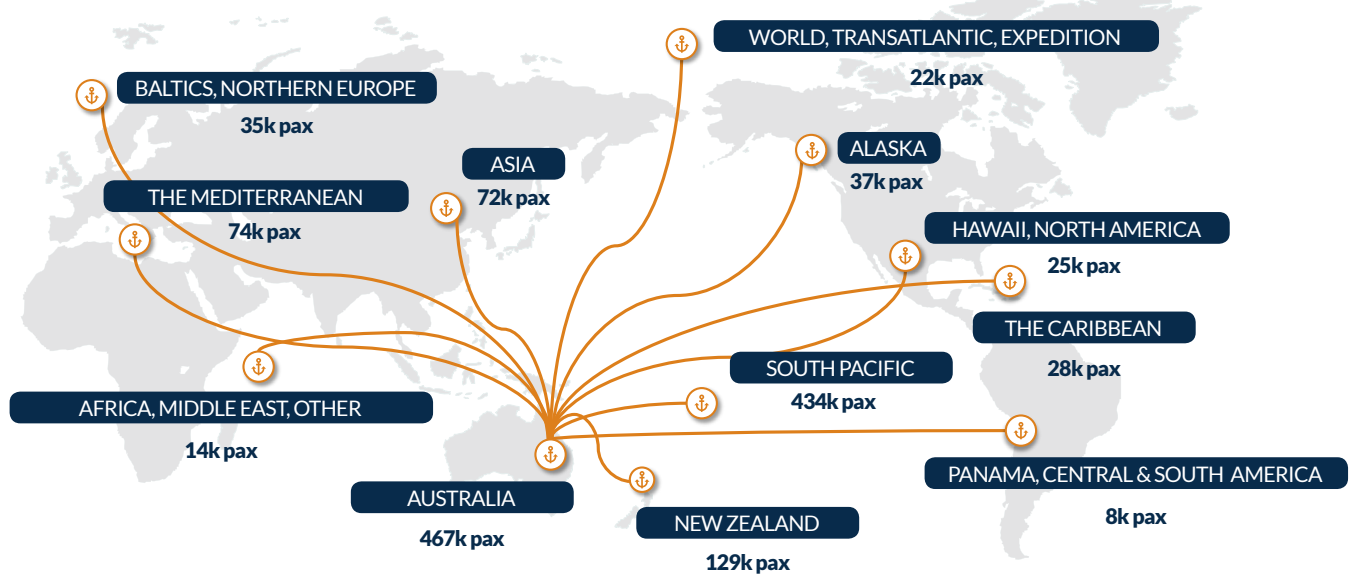 WORLD, TRANSATLANTIC, EXPEDITION
22k pax
BALTICS, NORTHERN EUROPE
35k pax
ALASKA
37k pax
ASIA
72k pax
THE MEDITERRANEAN
74k pax
HAWAII, NORTH AMERICA
25k pax
THE CARIBBEAN
28k pax
SOUTH PACIFIC
434k pax
AFRICA, MIDDLE EAST, OTHER
14k pax
PANAMA, CENTRAL & SOUTH AMERICA
8k pax
AUSTRALIA
467k pax
NEW ZEALAND
129k pax